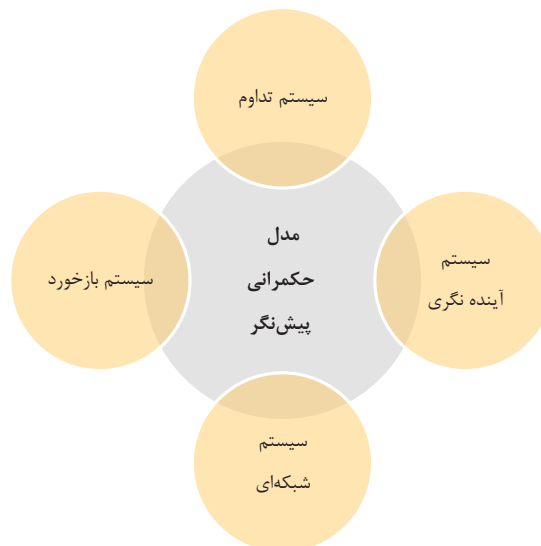 سیستم تداوم
مدل
حکمرانی
پیش‌نگر
سیستم
آینده نگری
سیستم بازخورد
سیستم
شبکه‌ای